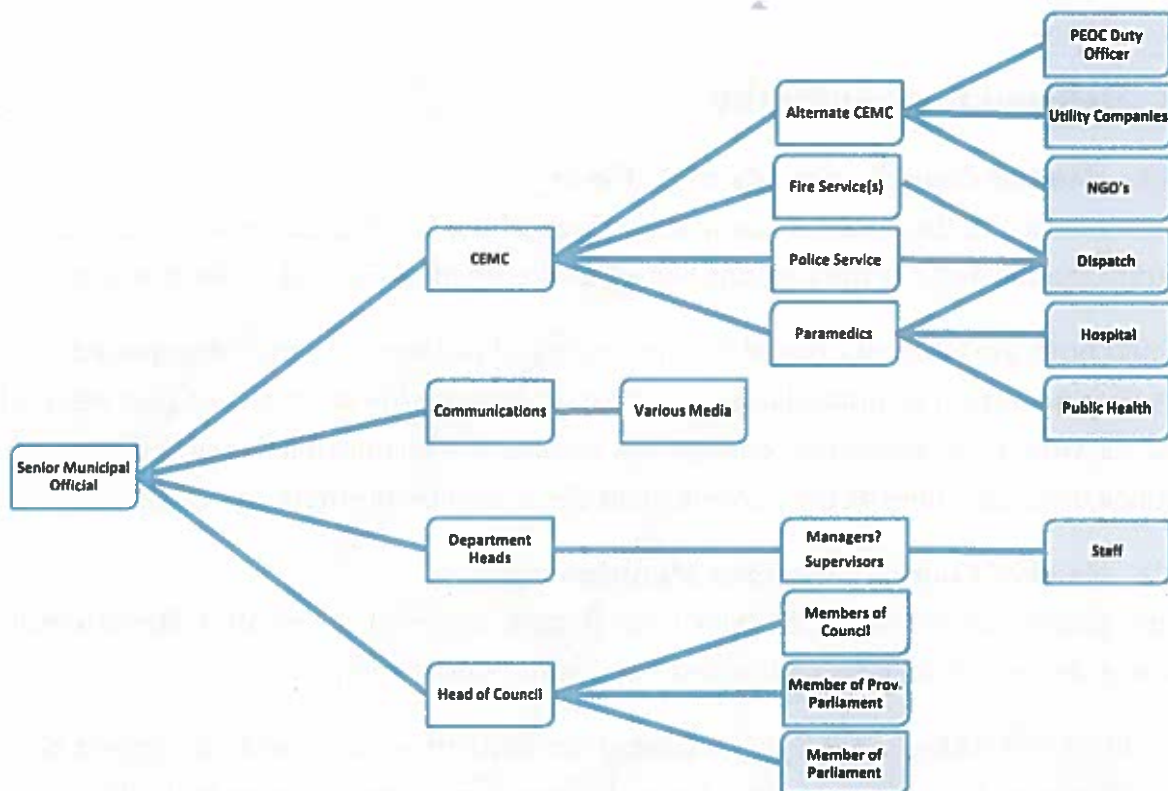 PEOC Duty
Officer
Alternate CEMC
Utility Companies
Fire Service(s)
NGO's
CEMC
Police Service
Dispatch
Paramedics
Hospital
Communications
Various Media
Public Health
Senior Municipal
Official
Department
Heads
Managers?
Supervisors
Staff
Members of
Council
Head of Council
Member of Prov.
Parliament
Member of
Parliament